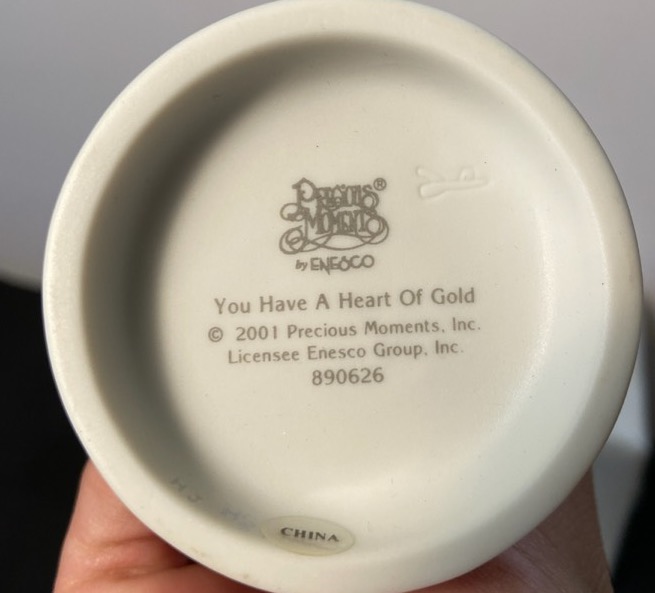 PRECIOUS®
MOMENTS
by ENESCO
You Have A Heart Of Gold
© 2001 Precious Moments, Inc.
Licensee Enesco Group, Inc.
890626
CHINA